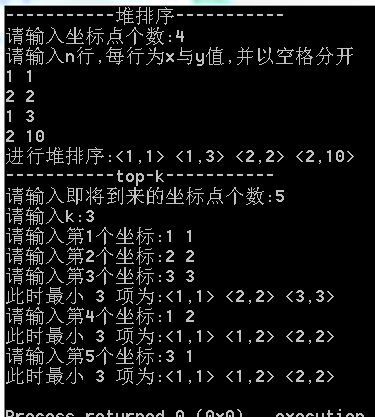 -----------堆排序-----------
请输入坐标点个数:4
请输入n行,每行为x与y值,并以空格分开
1 1
2 2
1 3
2 10
进行堆排序:<1,1> <1,3> <2,2> <2,10>
-----------top-k-----------
请输入即将到来的坐标点个数:5
请输入k:3
请输入第1个坐标:1 1
请输入第2个坐标:2 2
请输入第3个坐标:3 3
此时最小 3 项为:<1,1> <2,2> <3,3>
请输入第4个坐标:1 2
此时最小 3 项为:<1,1> <1,2> <2,2>
请输入第5个坐标:3 1
此时最小 3 项为:<1,1> <1,2> <2,2>
Process returned 0 (0x0) execution